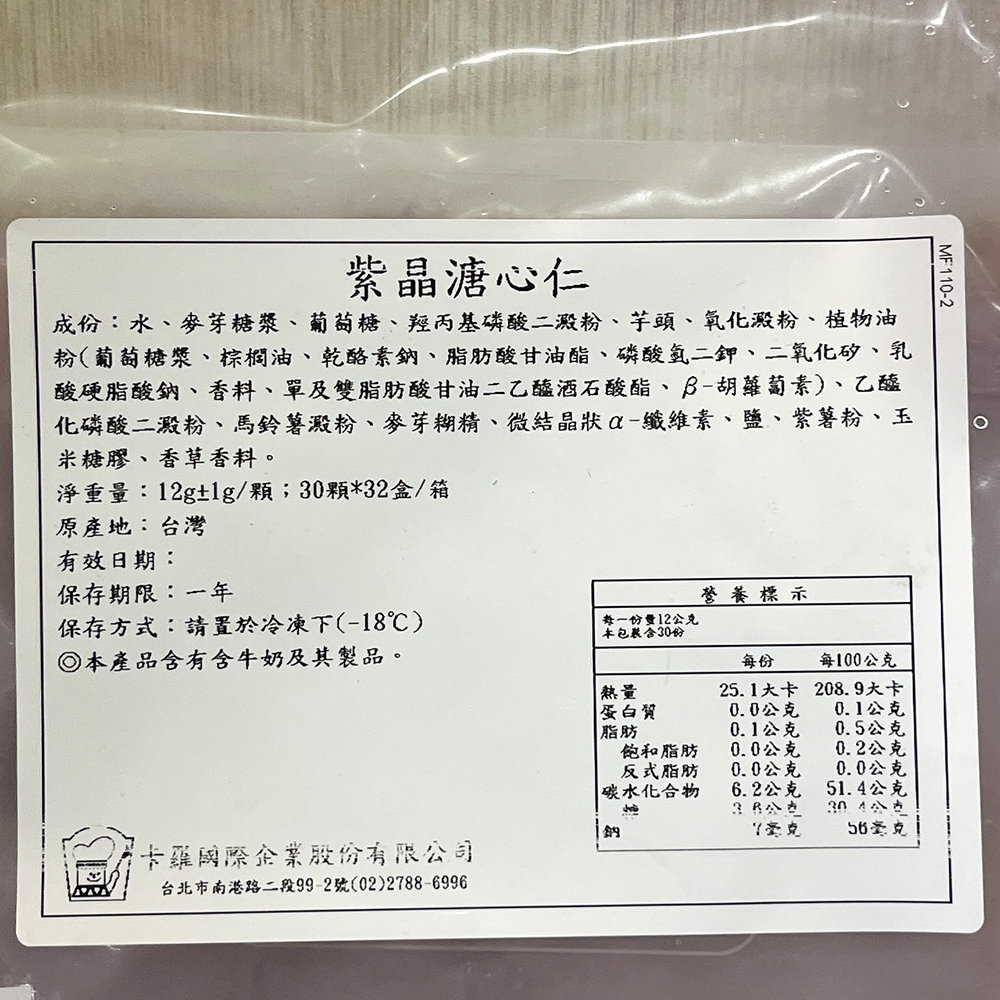 紫晶溏心仁
成份：水、麥芽糖漿、葡萄糖、羥丙基磷酸二澱粉、芋頭、氧化澱粉、植物油
粉(葡萄糖漿、棕櫚油、乾酪素鈉、脂肪酸甘油酯、磷酸氫二鉀、二氧化矽、乳
酸硬脂酸鈉、香料、單及雙脂肪酸甘油二乙醯酒石酸酯、β-胡蘿蔔素)、乙醯
化磷酸二澱粉、馬鈴薯澱粉、麥芽糊精、微結晶狀α-纖維素、鹽、紫薯粉、玉
米糖膠、香草香料。
淨重量：12g±1g/顆；30顆*32盒/箱
原產地：台灣
有效日期：
保存期限：一年
保存方式：請置於冷凍下(-18℃)
◎本產品含有含牛奶及其製品。
MF110-2
營養標示
每一份量12公克
本包裝含30份
每份 每100公克
熱量 25.1大卡 208.9大卡
蛋白質 0.0公克 0.1公克
脂肪 0.1公克 0.5公克
飽和脂肪 0.0公克 0.2公克
反式脂肪 0.0公克 0.0公克
碳水化合物 6.2公克 51.4公克
糖 3.6公克 30.4公克
鈉 7毫克 56毫克
卡羅國際企業股份有限公司
台北市南港路二段99-2號(02)2788-6996